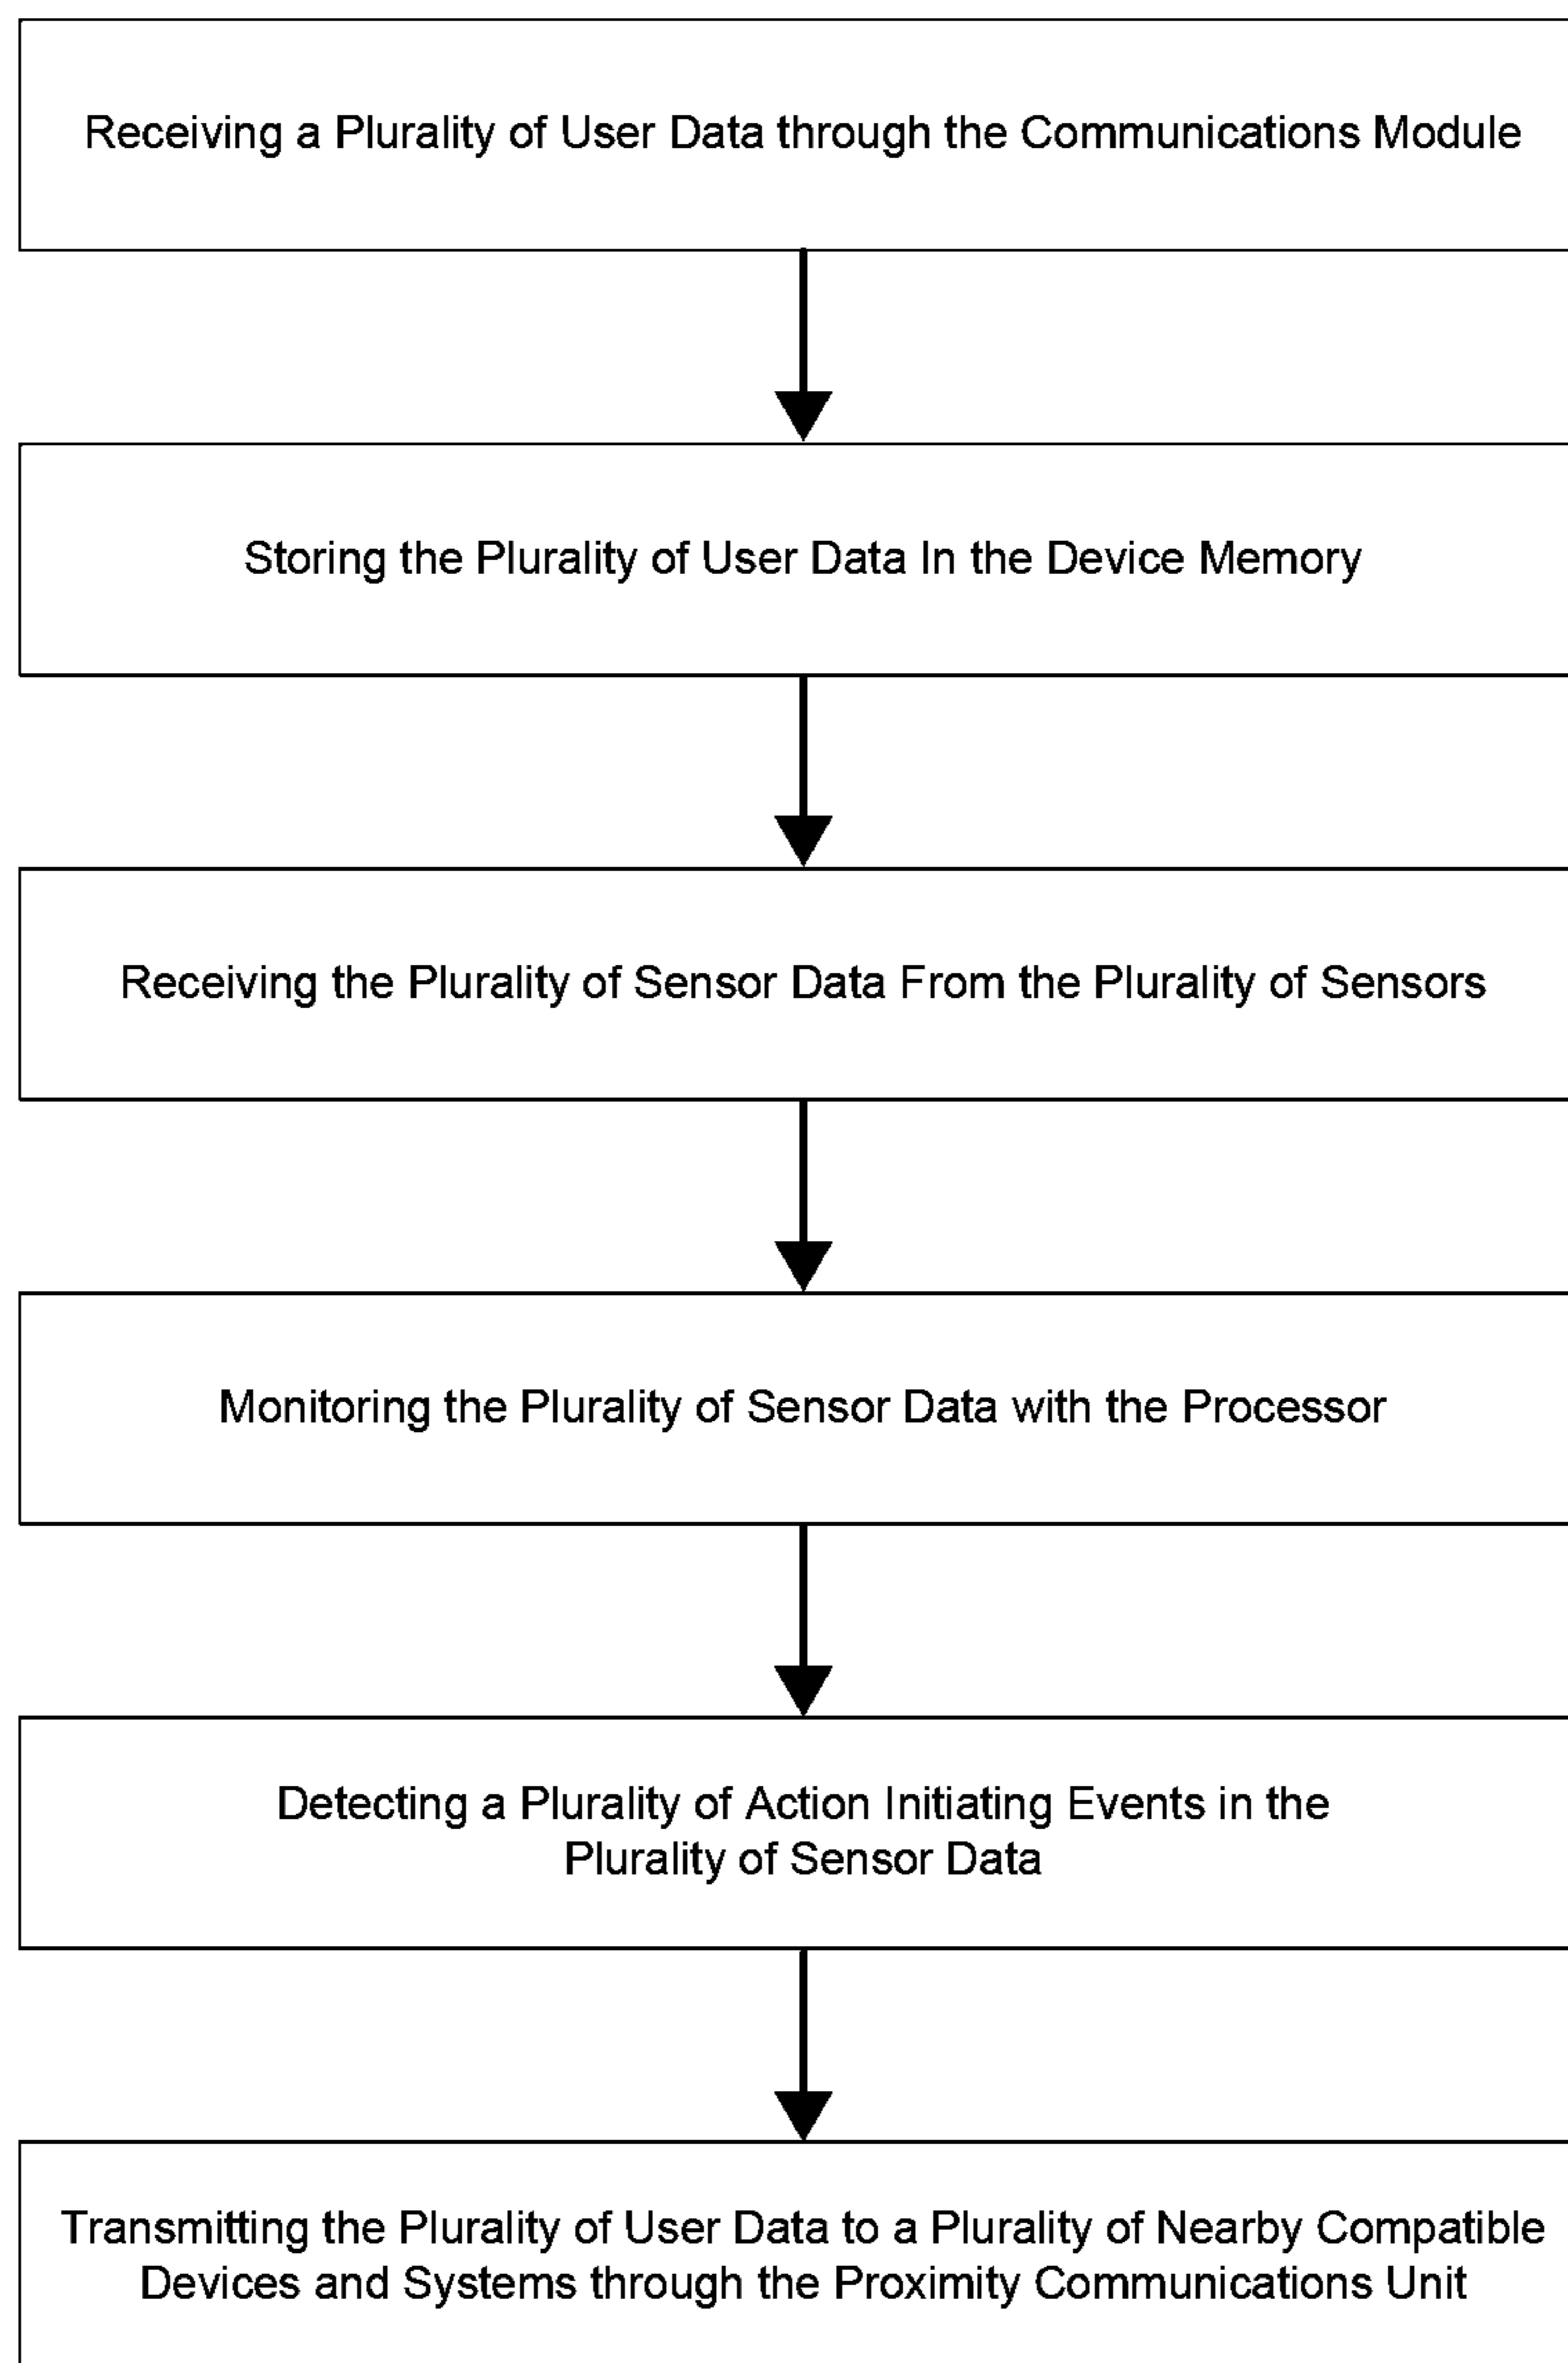 Receiving a Plurality of User Data through the Communications Module
Storing the Plurality of User Data In the Device Memory
Receiving the Plurality of Sensor Data From the Plurality of Sensors
Monitoring the Plurality of Sensor Data with the Processor
Detecting a Plurality of Action Initiating Events in the
Plurality of Sensor Data
Transmitting the Plurality of User Data to a Plurality of Nearby Compatible
Devices and Systems through the Proximity Communications Unit